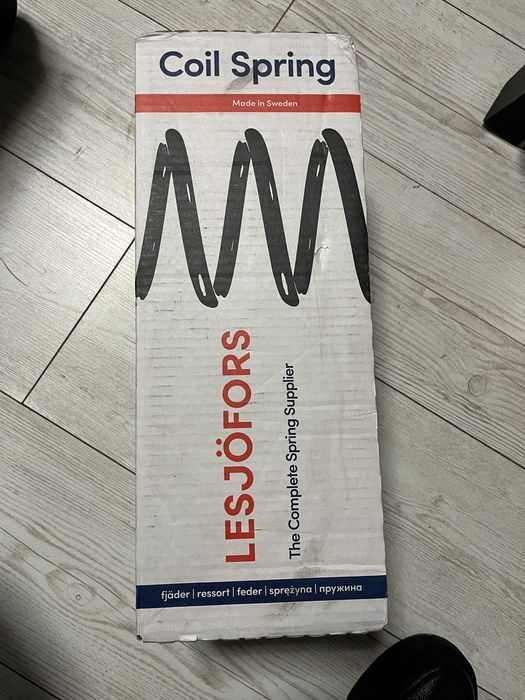 Coil Spring
Made in Sweden
LESJÖFORS
The Complete Spring Supplier
fjäder | ressort | feder | sprężyna | пружина